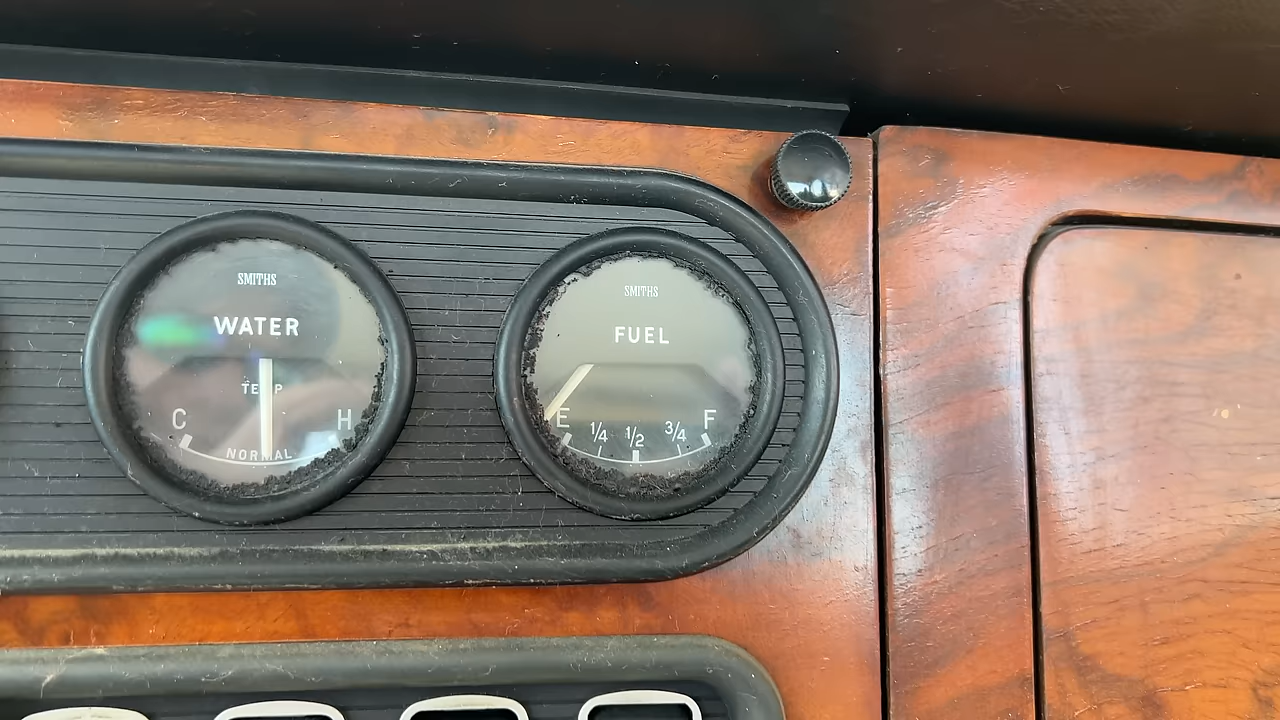 SMITHS
WATER
TEMP
C H
NORMAL
SMITHS
FUEL
E 1/4 1/2 3/4 F